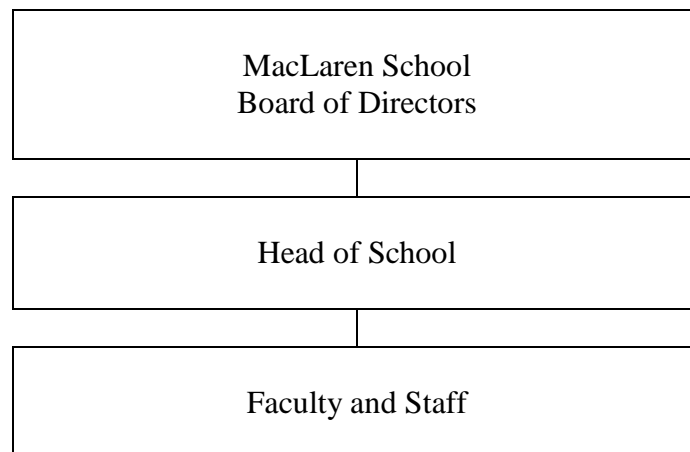 MacLaren School
Board of Directors
Head of School
Faculty and Staff